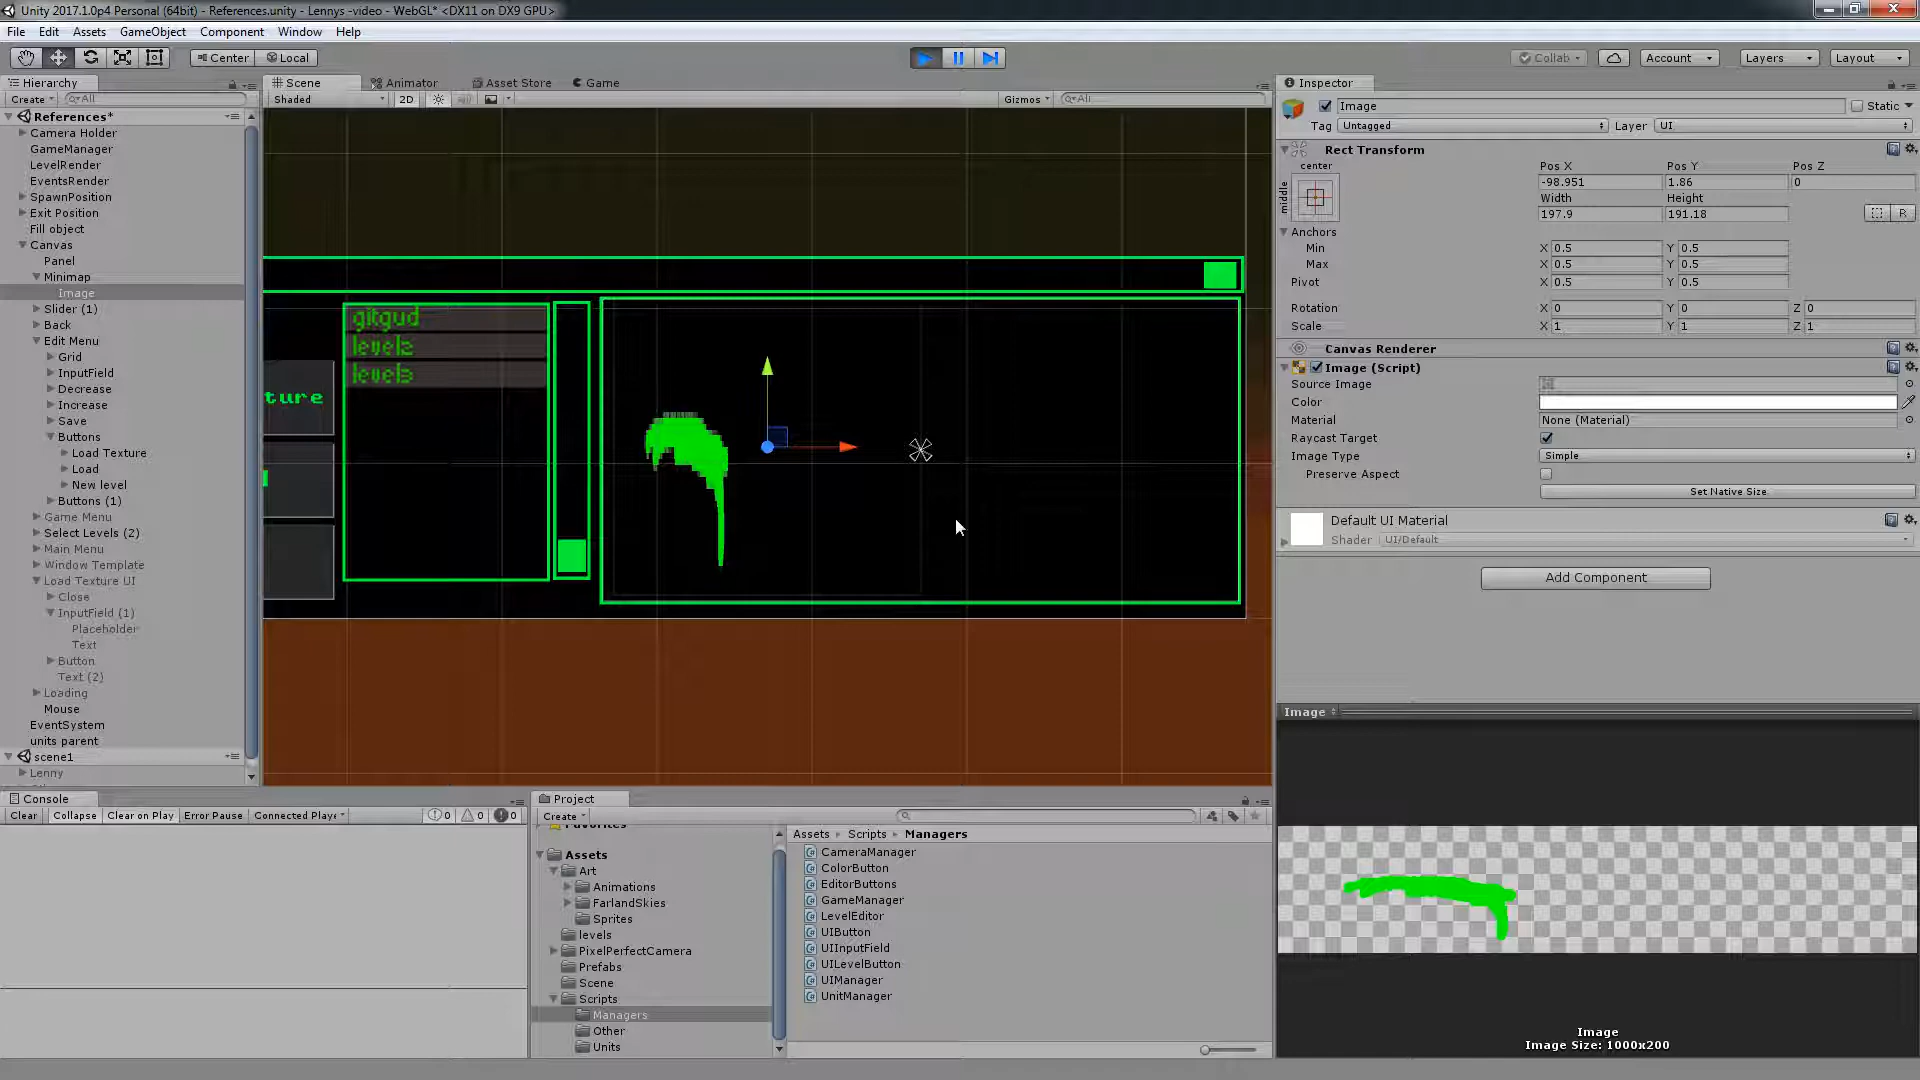 Unity 2017.1.0p4 Personal (64bit) - References.unity - Lennys -video - WebGL* <DX11 on DX9 GPU>
File Edit Assets GameObject Component Window Help
Center Local Collab Account Layers Layout
Hierarchy Scene Animator Asset Store Game Inspector
Create All Shaded 2D Gizmos All
Image Static
Tag Untagged Layer UI
References*
Camera Holder
GameManager
LevelRender
EventsRender
SpawnPosition
Exit Position
Fill object
Canvas
Panel
Minimap
Image
Slider (1)
Back
Edit Menu
Grid
InputField
Decrease
Increase
Save
Buttons
Load Texture
Load
New level
Buttons (1)
Game Menu
Select Levels (2)
Main Menu
Window Template
Load Texture UI
Close
InputField (1)
Placeholder
Text
Button
Text (2)
Loading
Mouse
EventSystem
units parent
scene1
Lenny
gitgud
level2
level3
ture
Rect Transform
center
middle
Pos X Pos Y Pos Z
-98.951 1.86 0
Width Height
197.9 191.18
R
Anchors
Min X 0.5 Y 0.5
Max X 0.5 Y 0.5
Pivot X 0.5 Y 0.5
Rotation X 0 Y 0 Z 0
Scale X 1 Y 1 Z 1
Canvas Renderer
Image (Script)
Source Image
Color
Material None (Material)
Raycast Target
Image Type Simple
Preserve Aspect
Set Native Size
Default UI Material
Shader UI/Default
Add Component
Image
Image
Image Size: 1000x200
Console
Clear Collapse Clear on Play Error Pause Connected Playe 0 0 0
Project
Create
Favorites
Assets
Art
Animations
FarlandSkies
Sprites
levels
PixelPerfectCamera
Prefabs
Scene
Scripts
Managers
Other
Units
Assets Scripts Managers
CameraManager
ColorButton
EditorButtons
GameManager
LevelEditor
UIButton
UIInputField
UILevelButton
UIManager
UnitManager